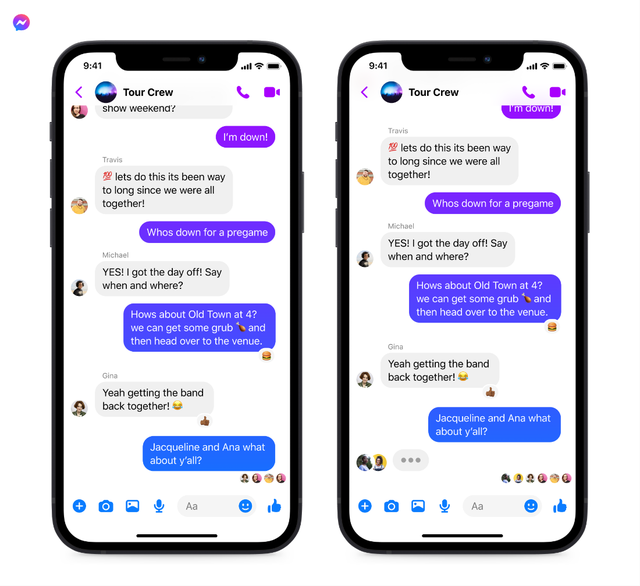 9:41
Tour Crew
show weekend?
I'm down!
Travis
💯 lets do this its been way
to long since we were all
together!
Whos down for a pregame
Michael
YES! I got the day off! Say
when and where?
Hows about Old Town at 4?
we can get some grub 🍗 and
then head over to the venue.
Gina
Yeah getting the band
back together! 😂
Jacqueline and Ana what
about y'all?
Aa
9:41
Tour Crew
I'm down!
Travis
💯 lets do this its been way
to long since we were all
together!
Whos down for a pregame
Michael
YES! I got the day off! Say
when and where?
Hows about Old Town at 4?
we can get some grub 🍗 and
then head over to the venue.
Gina
Yeah getting the band
back together! 😂
Jacqueline and Ana what
about y'all?
Aa